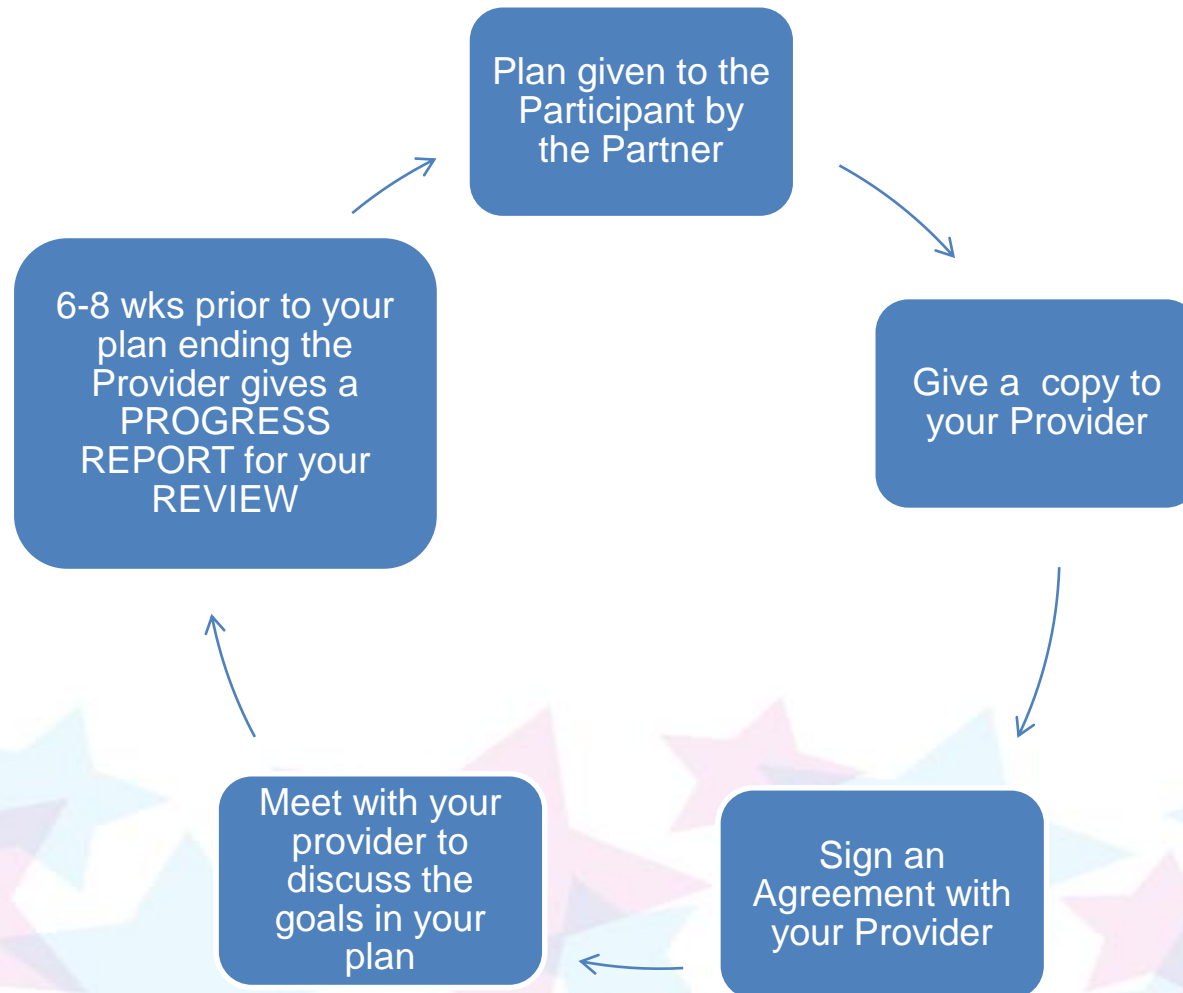 Plan given to the
Participant by
the Partner
Give a  copy to
your Provider
Sign an
Agreement with
your Provider
Meet with your
provider to
discuss the
goals in your
plan
6-8 wks prior to your
plan ending the
Provider gives a
PROGRESS
REPORT for your
REVIEW